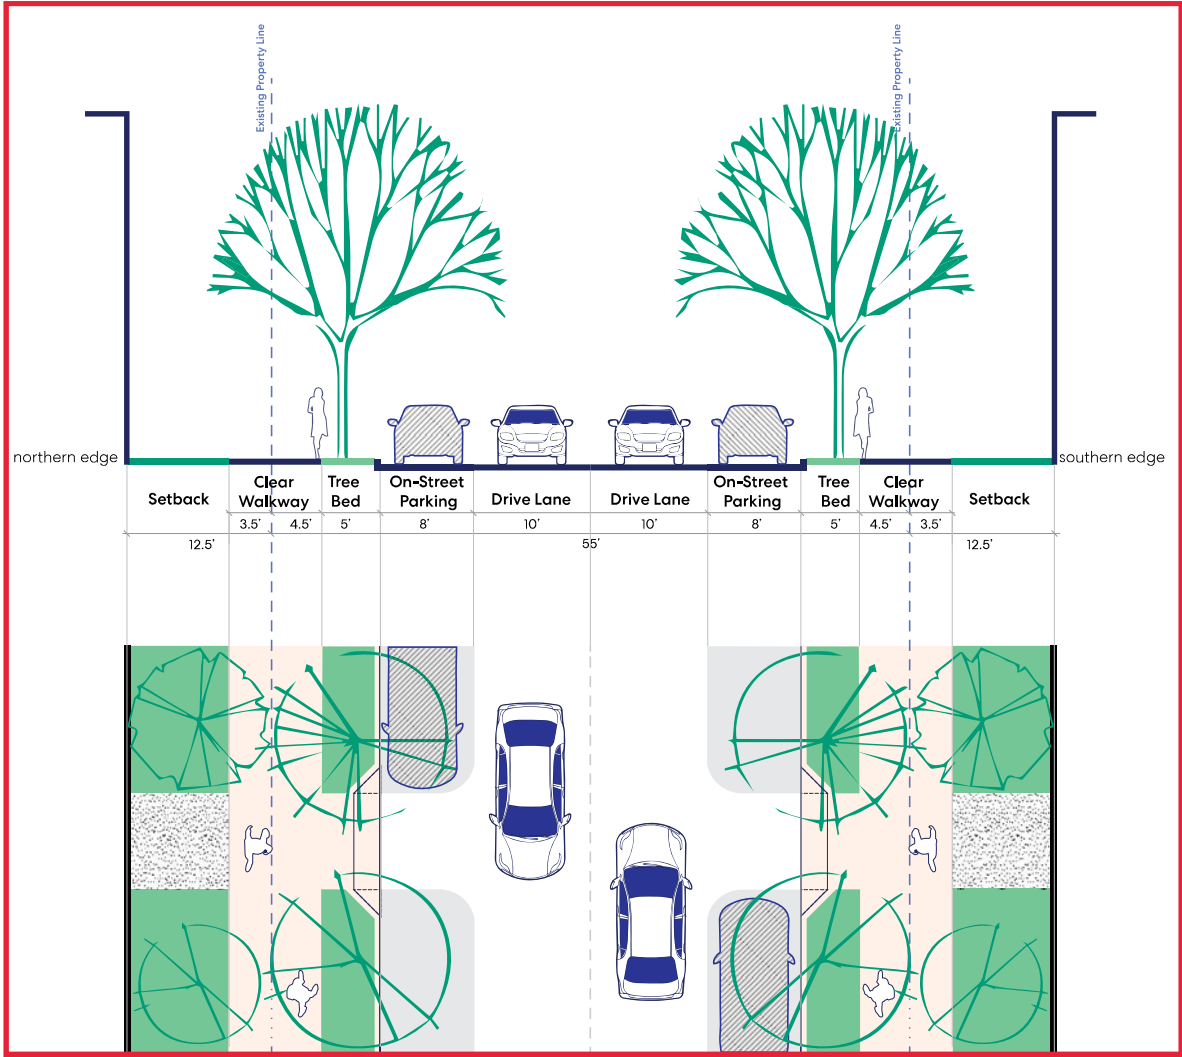 Existing Property Line
Existing Property Line
northern edge
southern edge
Setback
Clear
Walkway
Tree
Bed
On-Street
Parking
Drive Lane
Drive Lane
On-Street
Parking
Tree
Bed
Clear
Walkway
Setback
3.5'
4.5'
5'
8'
10'
10'
8'
5'
4.5'
3.5'
12.5'
55'
12.5'